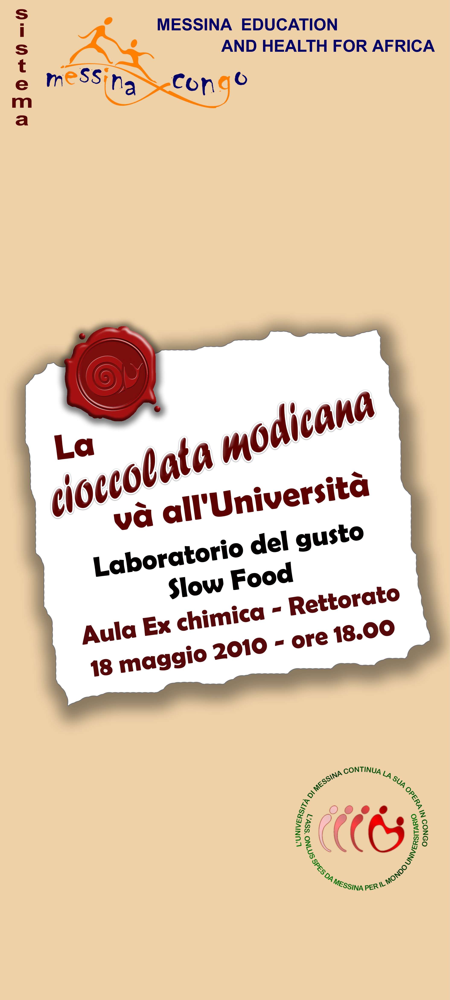 sistema
MESSINA EDUCATION
AND HEALTH FOR AFRICA
messina congo
La
cioccolata modicana
và all'Università
Laboratorio del gusto
Slow Food
Aula Ex chimica - Rettorato
18 maggio 2010 - ore 18.00
L'UNIVERSITÀ DI MESSINA CONTINUA LA SUA OPERA IN CONGO
L'ASS. ONLUS SPES DA MESSINA PER IL MONDO UNIVERSITARIO